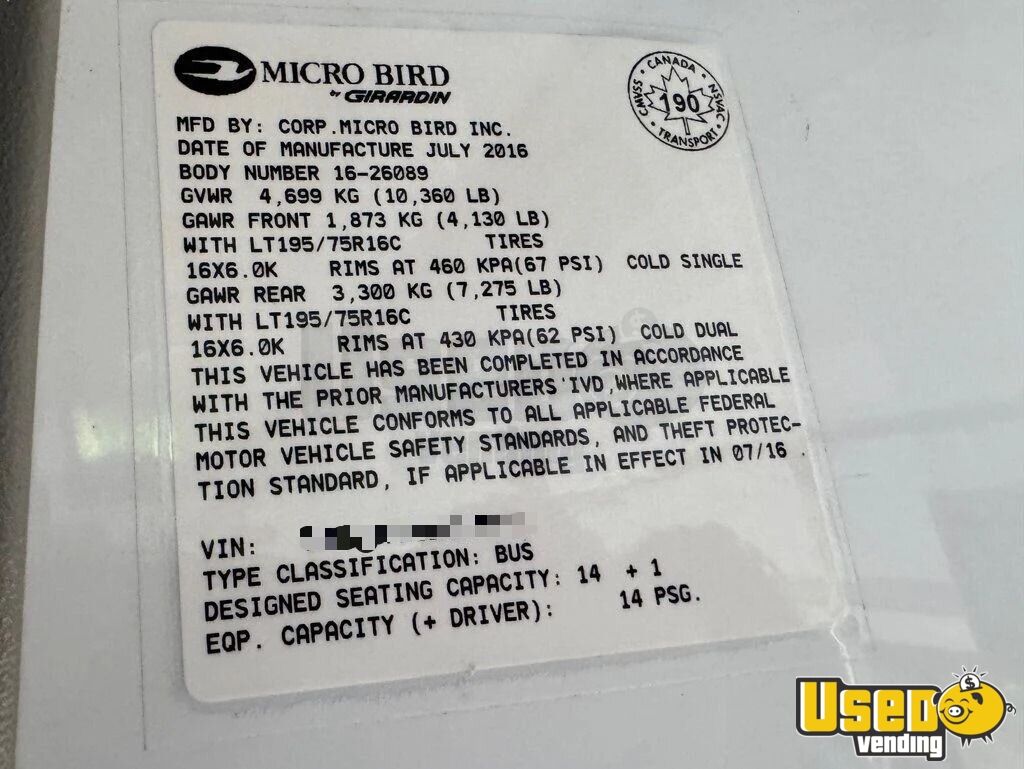 MICRO BIRD
by GIRARDIN
CANADA
CMVSS 190 NSVAC
TRANSPORT
MFD BY: CORP.MICRO BIRD INC.
DATE OF MANUFACTURE JULY 2016
BODY NUMBER 16-26089
GVWR 4,699 KG (10,360 LB)
GAWR FRONT 1,873 KG (4,130 LB)
WITH LT195/75R16C TIRES
16X6.0K RIMS AT 460 KPA(67 PSI) COLD SINGLE
GAWR REAR 3,300 KG (7,275 LB)
WITH LT195/75R16C TIRES
16X6.0K RIMS AT 430 KPA(62 PSI) COLD DUAL
THIS VEHICLE HAS BEEN COMPLETED IN ACCORDANCE
WITH THE PRIOR MANUFACTURERS'IVD,WHERE APPLICABLE
THIS VEHICLE CONFORMS TO ALL APPLICABLE FEDERAL
MOTOR VEHICLE SAFETY STANDARDS, AND THEFT PROTEC-
TION STANDARD, IF APPLICABLE IN EFFECT IN 07/16 .
VIN:
TYPE CLASSIFICATION: BUS
DESIGNED SEATING CAPACITY: 14 + 1
EQP. CAPACITY (+ DRIVER): 14 PSG.
USED
vending